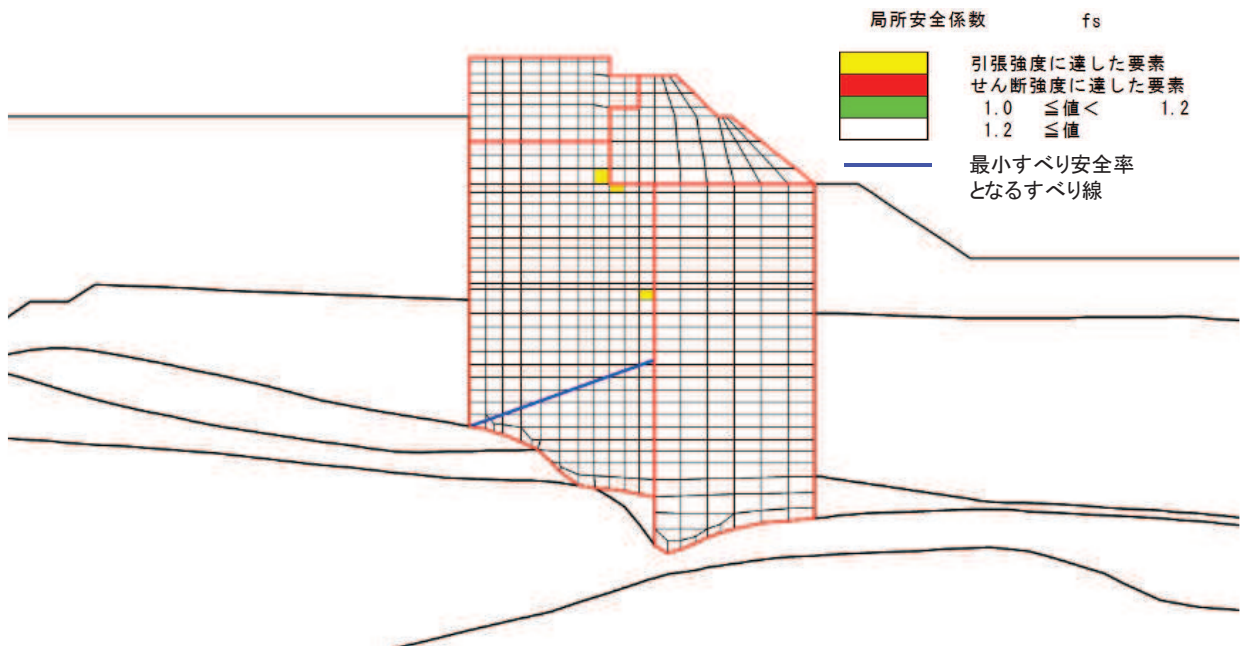 局所安全係数 fs
引張強度に達した要素
せん断強度に達した要素
1.0 ≦値< 1.2
1.2 ≦値
最小すべり安全率
となるすべり線